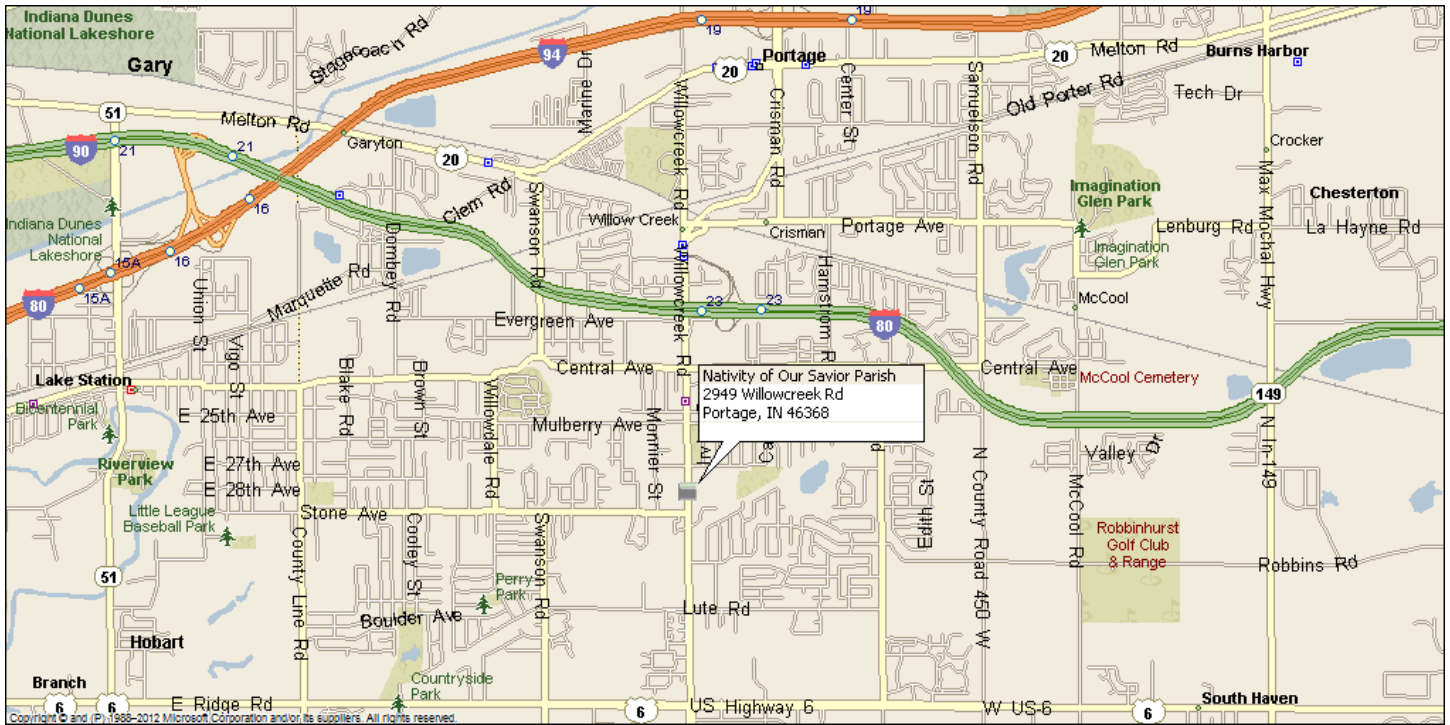 Indiana Dunes
National Lakeshore
Gary
Stagecoach Rd
94
Marine Dr
19
19
Portage
20
20
Melton Rd
Burns Harbor
51
Melton Rd
Garyton
20
Willowcreek Rd
Crisman Rd
Center St
Samuelson Rd
Old Porter Rd
Tech Dr
Crocker
90
21
21
16
Clem Rd
Swanson Rd
Willow Creek
Crisman
Portage Ave
Imagination
Glen Park
Lenburg Rd
Max Mochal Hwy
Chesterton
La Hayne Rd
Indiana Dunes
National
Lakeshore
Imagination
Glen Park
15A
16
15A
80
Union St
Marquette Rd
Dombey Rd
Willowcreek Rd
Hamstrom R
McCool
23
23
80
Evergreen Ave
Vigo St
Blake Rd
Brown St
Central Ave
Central Ave
McCool Cemetery
149
Lake Station
Nativity of Our Savior Parish
2949 Willowcreek Rd
Portage, IN 46368
Bicentennial
Park
E 25th Ave
Willowdale Rd
Mulberry Ave
Monnier St
Riverview
Park
E 27th Ave
E 28th Ave
Valley Dr
N In-149
Little League
Baseball Park
Stone Ave
County Line Rd
Cooley St
Swanson Rd
Edith St
N County Road 450 W
McCool Rd
Robbinhurst
Golf Club
& Range
Robbins Rd
51
Perry
Park
Boulder Ave
Lute Rd
Hobart
Branch
Countryside
Park
6
6
E Ridge Rd
6
US Highway 6
W US-6
6
South Haven
Copyright © and (P) 1988–2012 Microsoft Corporation and/or its suppliers. All rights reserved.